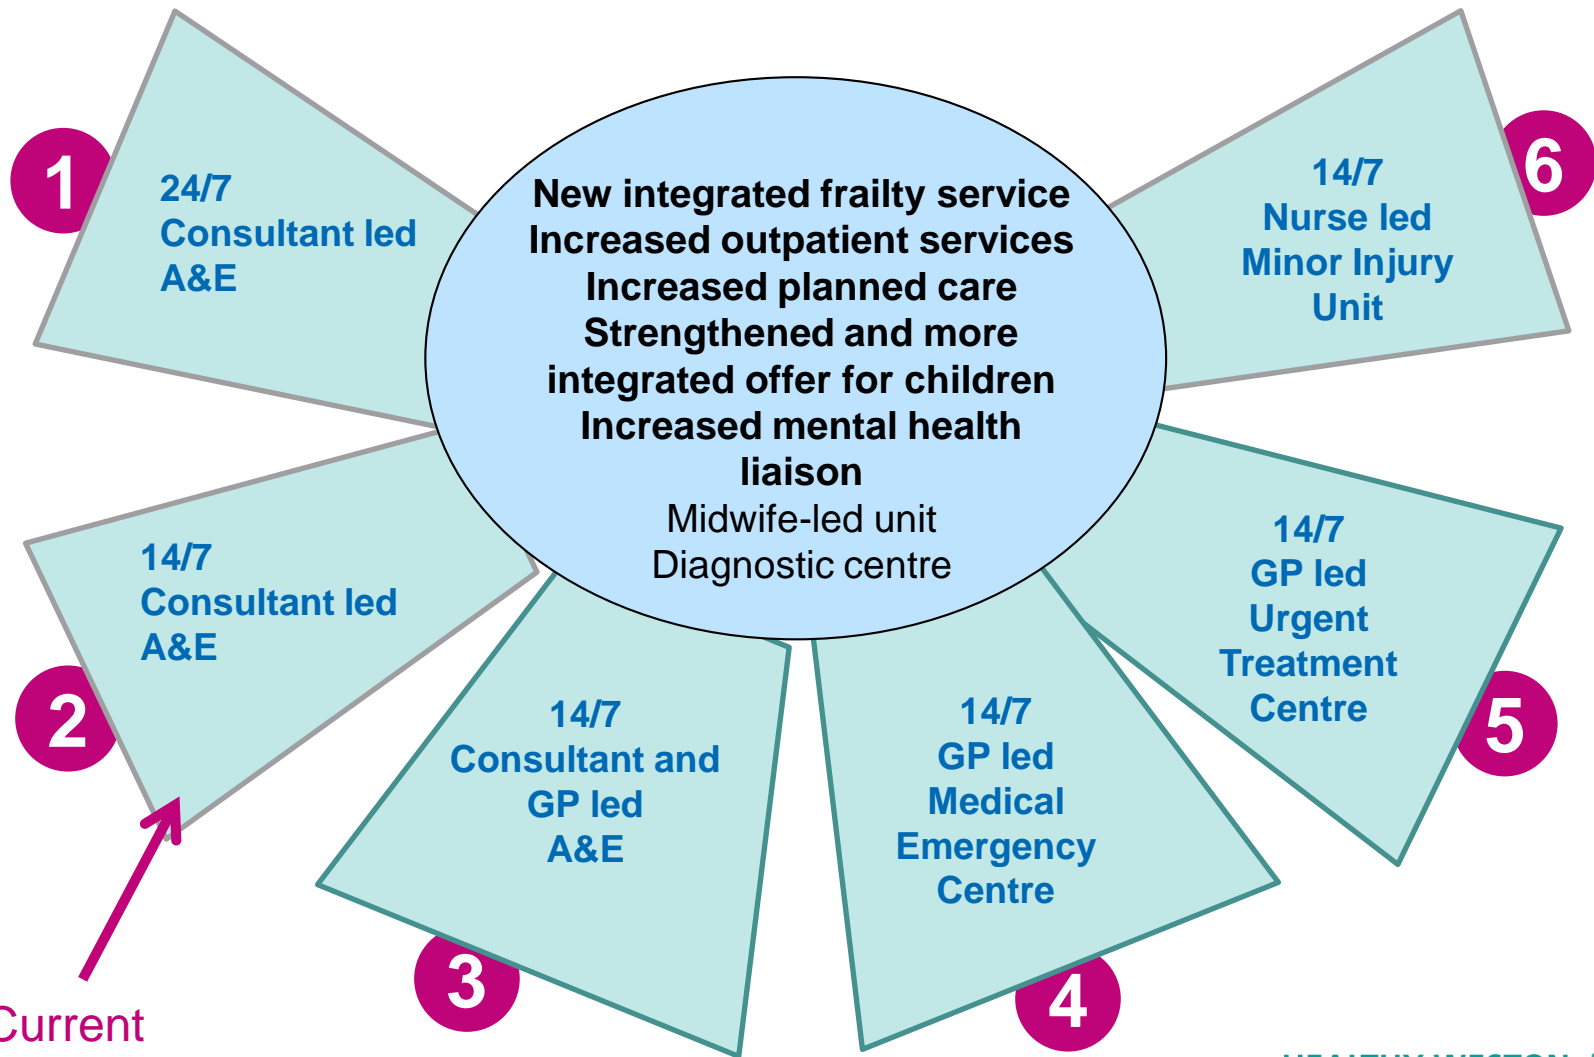 1
24/7
Consultant led
A&E
2
14/7
Consultant led
A&E
Current
3
14/7
Consultant and
GP led
A&E
4
14/7
GP led
Medical
Emergency
Centre
5
14/7
GP led
Urgent
Treatment
Centre
6
14/7
Nurse led
Minor Injury
Unit
New integrated frailty service
Increased outpatient services
Increased planned care
Strengthened and more
integrated offer for children
Increased mental health
liaison
Midwife-led unit
Diagnostic centre
HEALTHY WESTON